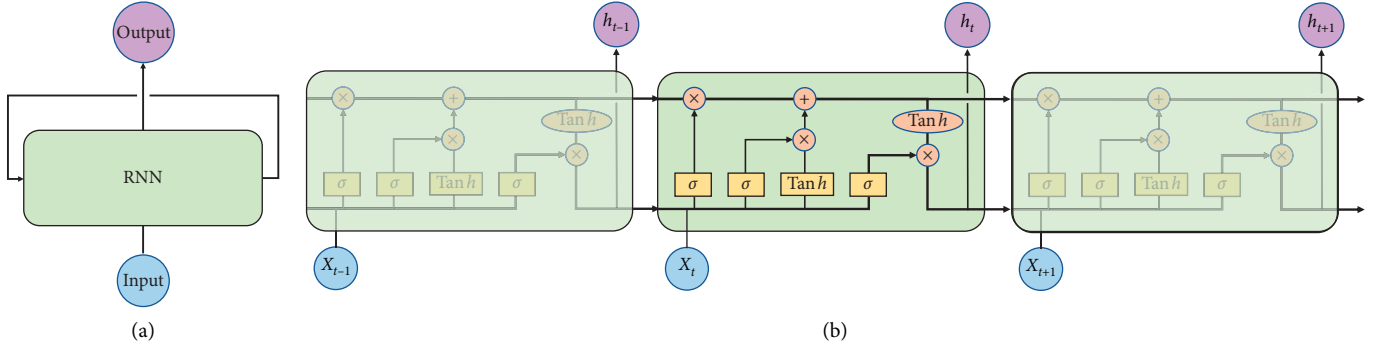 Output
RNN
Input
(a)
h_{t–1}
h_t
h_{t+1}
×
+
Tan h
×
×
σ
σ
Tan h
σ
×
+
Tan h
×
×
σ
σ
Tan h
σ
×
+
Tan h
×
×
σ
σ
Tan h
σ
X_{t–1}
X_t
X_{t+1}
(b)